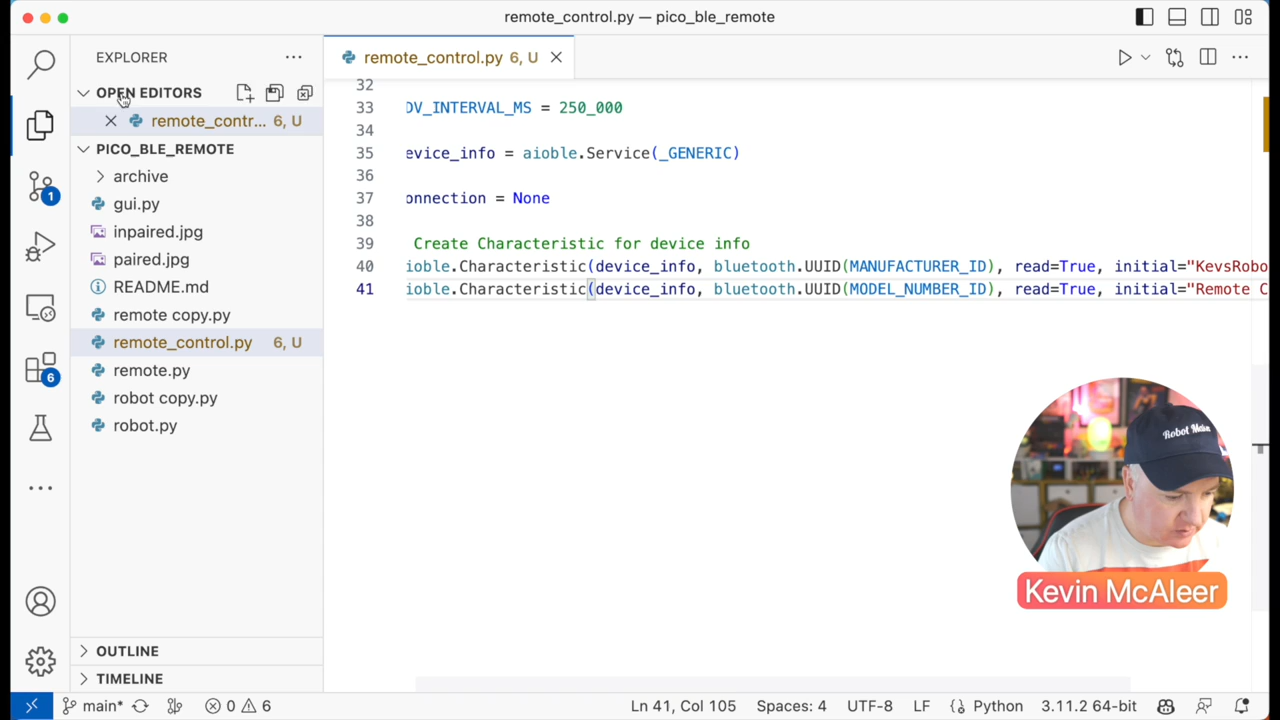 remote_control.py — pico_ble_remote
EXPLORER
remote_control.py 6, U
OPEN EDITORS
remote_contr... 6, U
PICO_BLE_REMOTE
archive
gui.py
inpaired.jpg
paired.jpg
README.md
remote copy.py
remote_control.py 6, U
remote.py
robot copy.py
robot.py
OUTLINE
TIMELINE
1
6
32
33 DV_INTERVAL_MS = 250_000
34
35 evice_info = aioble.Service(_GENERIC)
36
37 onnection = None
38
39 Create Characteristic for device info
40 ioble.Characteristic(device_info, bluetooth.UUID(MANUFACTURER_ID), read=True, initial="KevsRobo
41 ioble.Characteristic(device_info, bluetooth.UUID(MODEL_NUMBER_ID), read=True, initial="Remote C
Robot Maker
Kevin McAleer
main* 0 6 Ln 41, Col 105 Spaces: 4 UTF-8 LF Python 3.11.2 64-bit